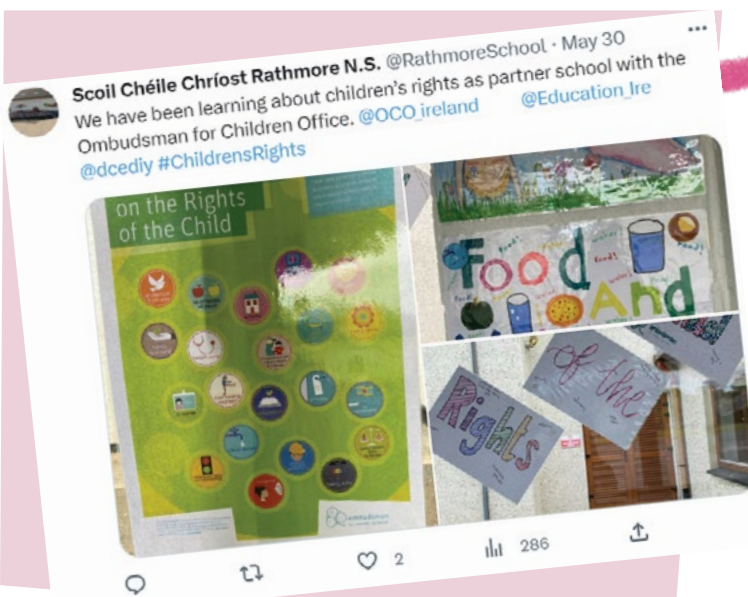 Scoil Chéile Chríost Rathmore N.S. @RathmoreSchool · May 30
We have been learning about children's rights as partner school with the
Ombudsman for Children Office. @OCO_ireland @Education_Ire
@dcediy #ChildrensRights
on the Rights
of the Child
ombudsman
Food
And
Rights
of the
2
286